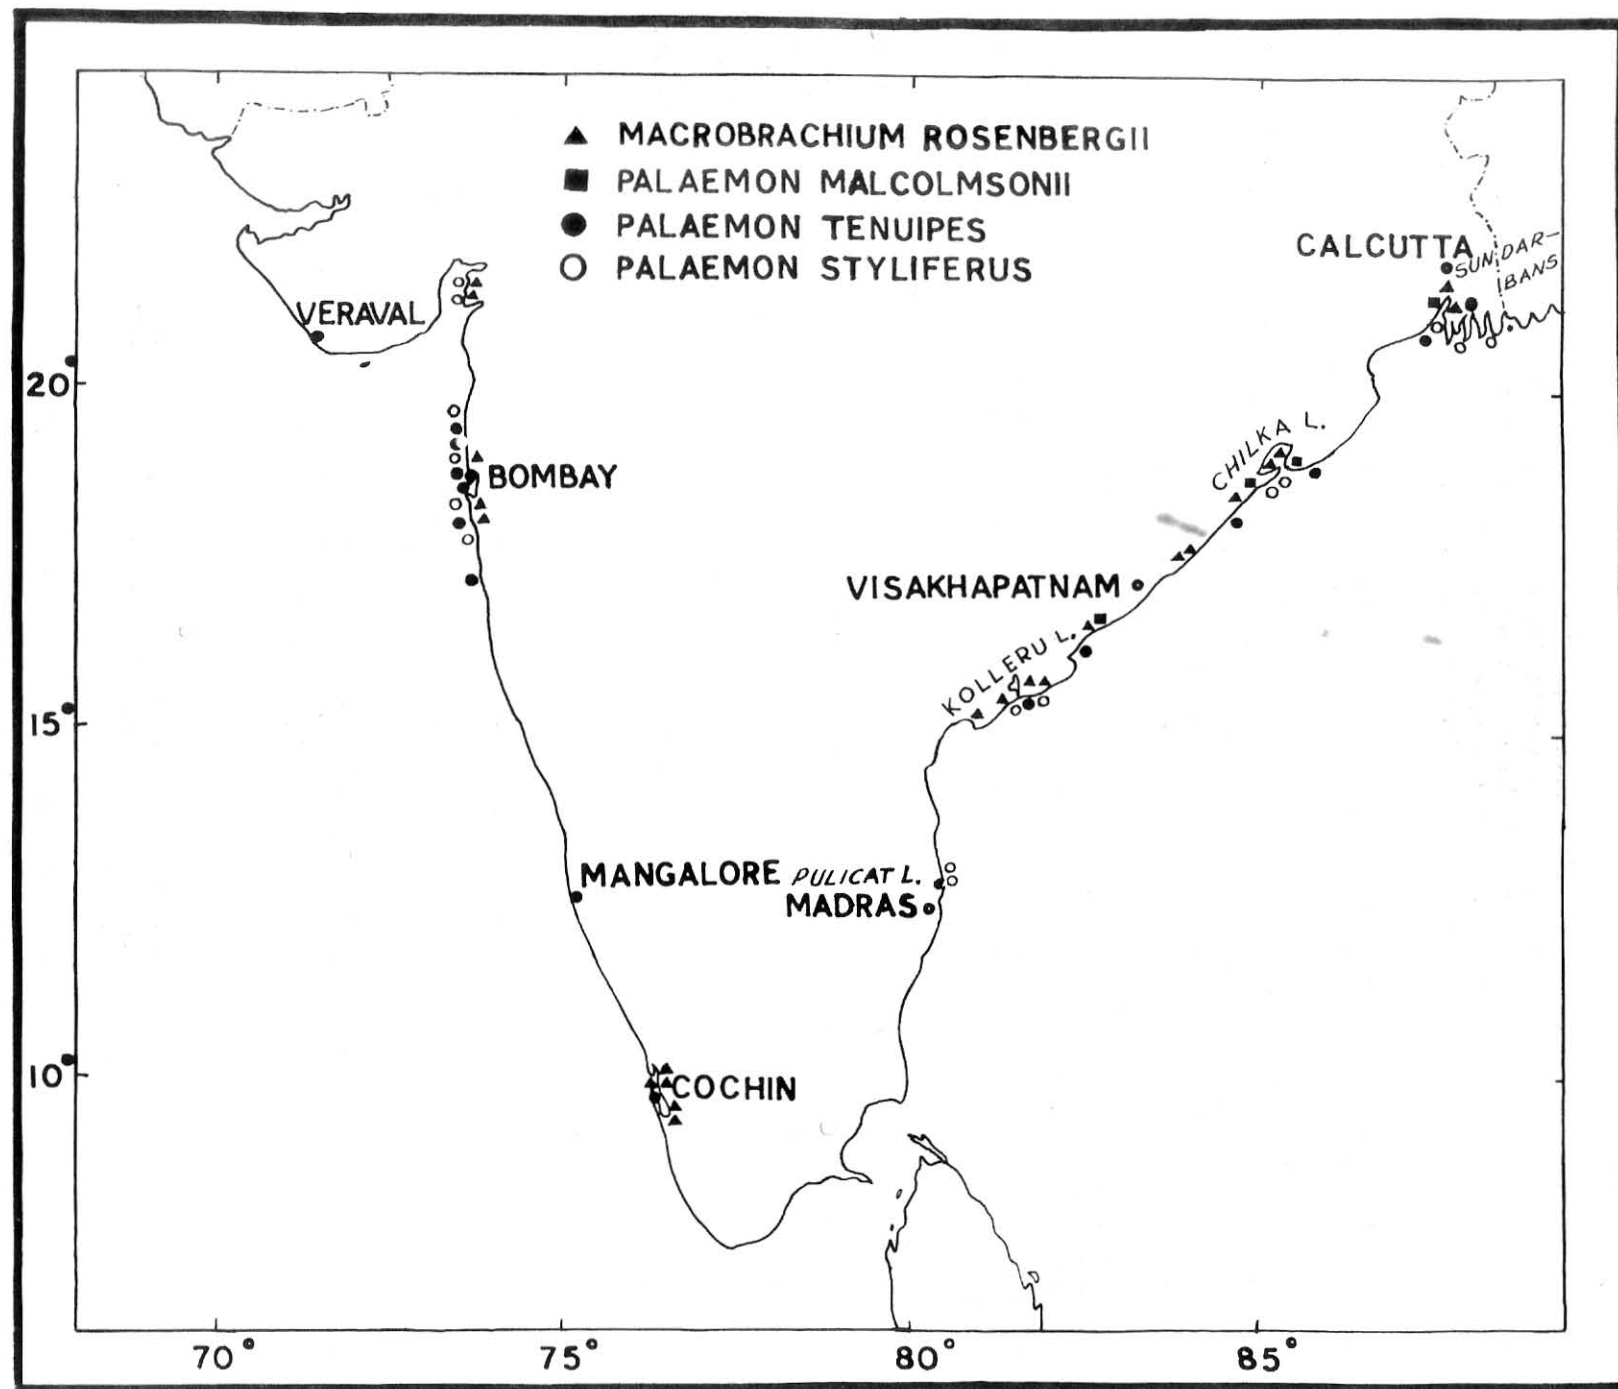 MACROBRACHIUM ROSENBERGII
PALAEMON MALCOLMSONII
PALAEMON TENUIPES
PALAEMON STYLIFERUS
CALCUTTA
SUNDAR-
BANS
VERAVAL
20°
CHILKA L.
BOMBAY
VISAKHAPATNAM
KOLLERU L.
15°
MANGALORE
PULICAT L.
MADRAS
10°
COCHIN
70°
75°
80°
85°